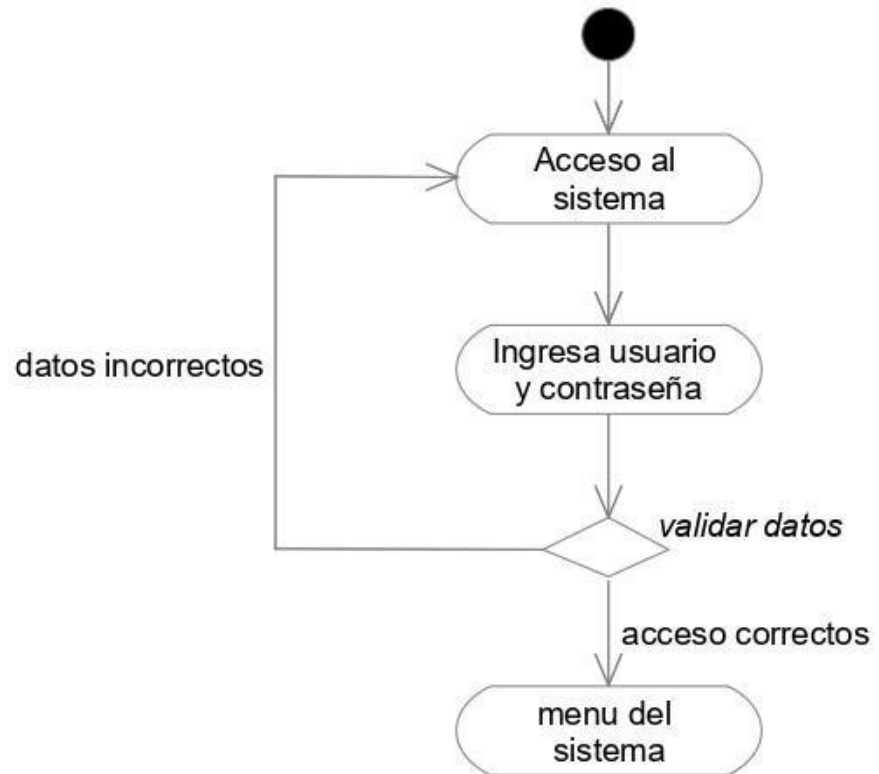 Acceso al
sistema
Ingresa usuario
y contraseña
datos incorrectos
validar datos
acceso correctos
menu del
sistema